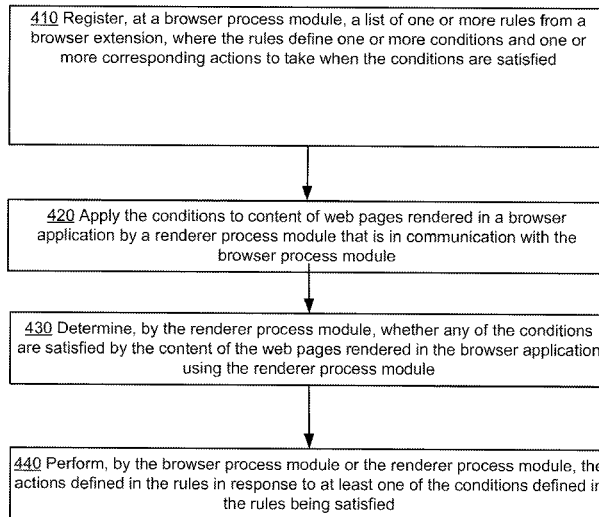 410 Register, at a browser process module, a list of one or more rules from a
browser extension, where the rules define one or more conditions and one or
more corresponding actions to take when the conditions are satisfied
420 Apply the conditions to content of web pages rendered in a browser
application by a renderer process module that is in communication with the
browser process module
430 Determine, by the renderer process module, whether any of the conditions
are satisfied by the content of the web pages rendered in the browser application
using the renderer process module
440 Perform, by the browser process module or the renderer process module, the
actions defined in the rules in response to at least one of the conditions defined in
the rules being satisfied